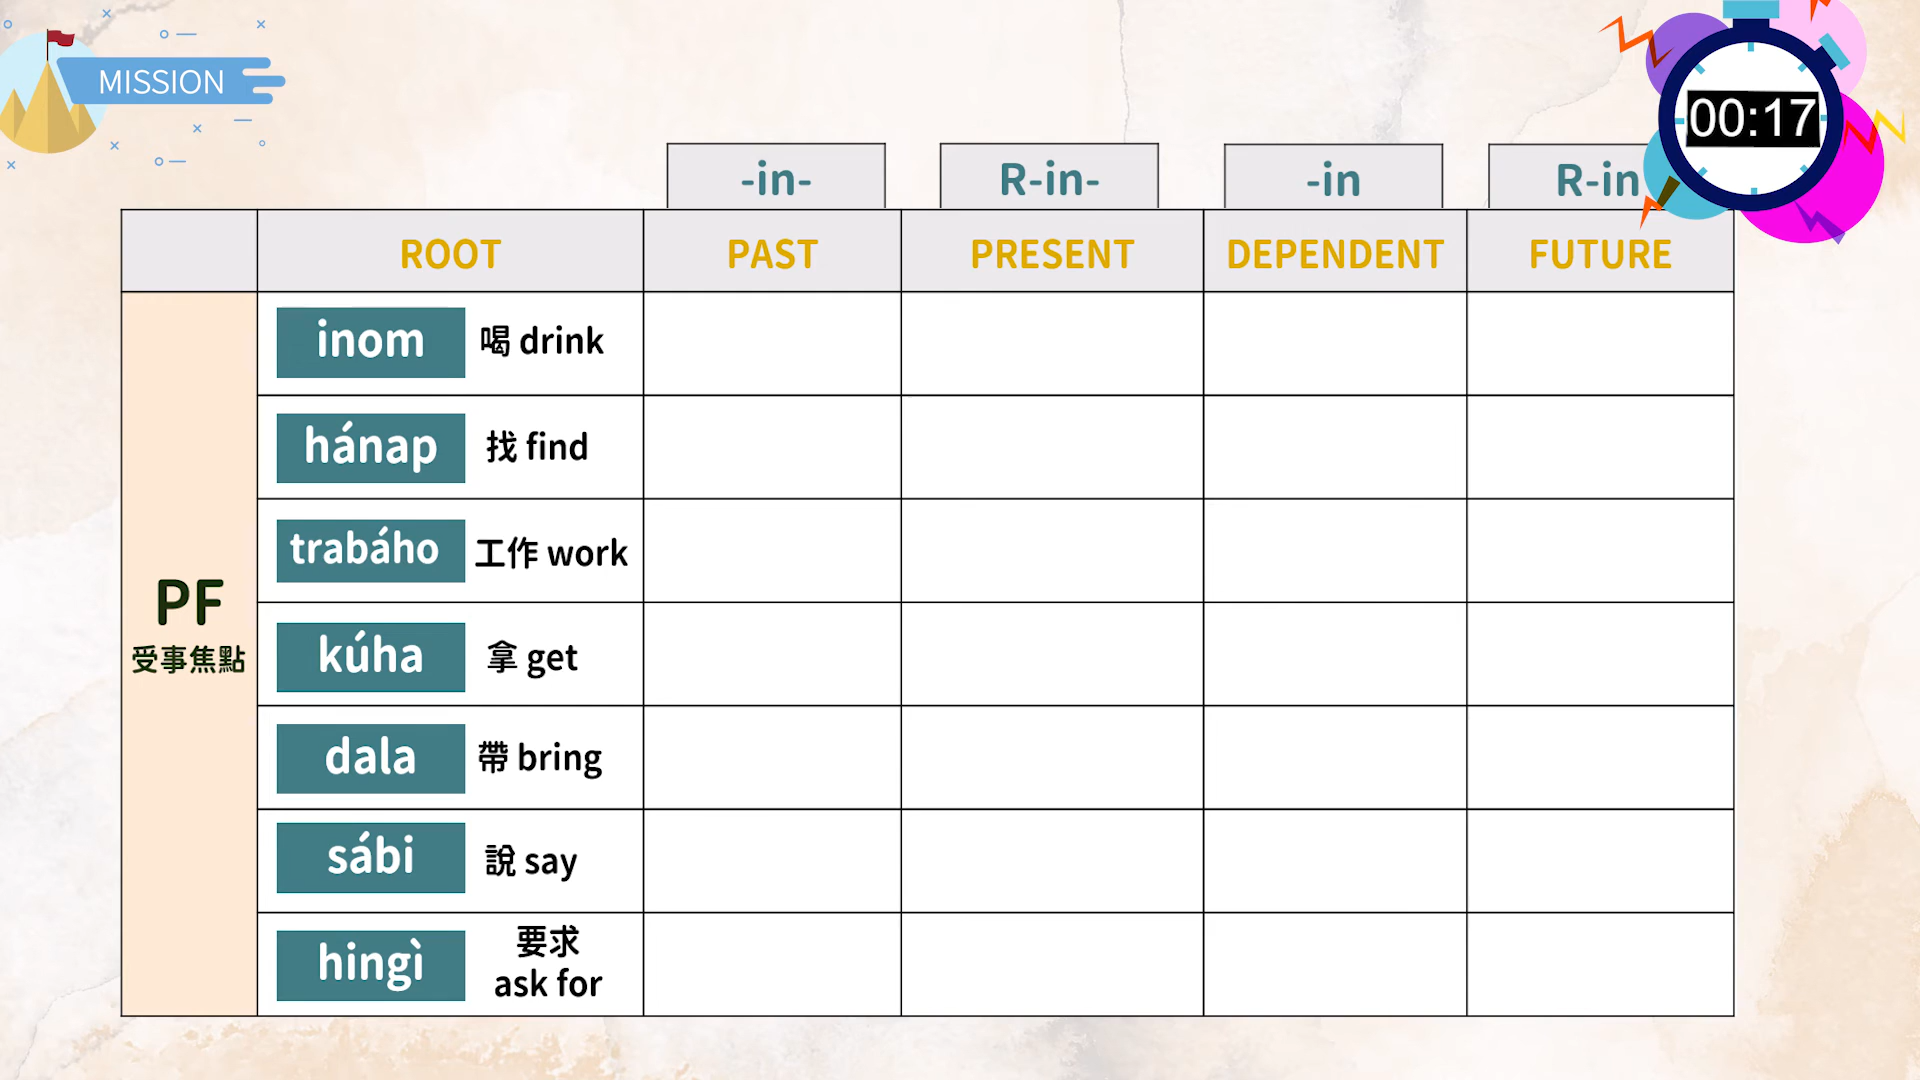 MISSION
00:17
-in-
R-in-
-in
R-in
ROOT
PAST
PRESENT
DEPENDENT
FUTURE
PF
受事焦點
inom
喝 drink
hánap
找 find
trabáho
工作 work
kúha
拿 get
dala
帶 bring
sábi
說 say
hingì
要求
ask for